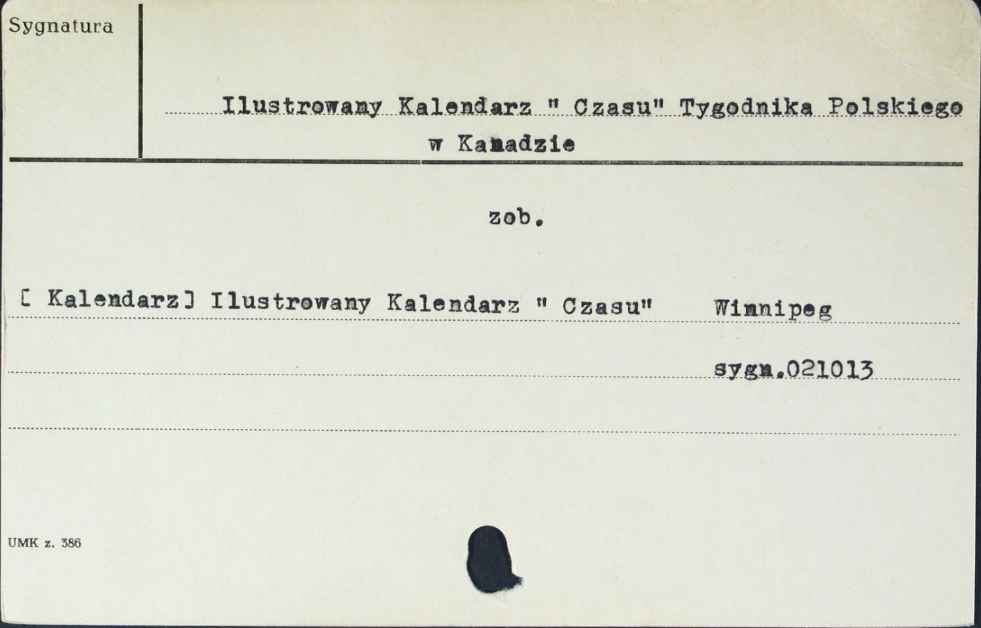 Sygnatura
Ilustrowany Kalendarz " Czasu" Tygodnika Polskiego
w Kanadzie
zob.
[ Kalendarz] Ilustrowany Kalendarz " Czasu" Winnipeg
sygn.021013
UMK z. 386